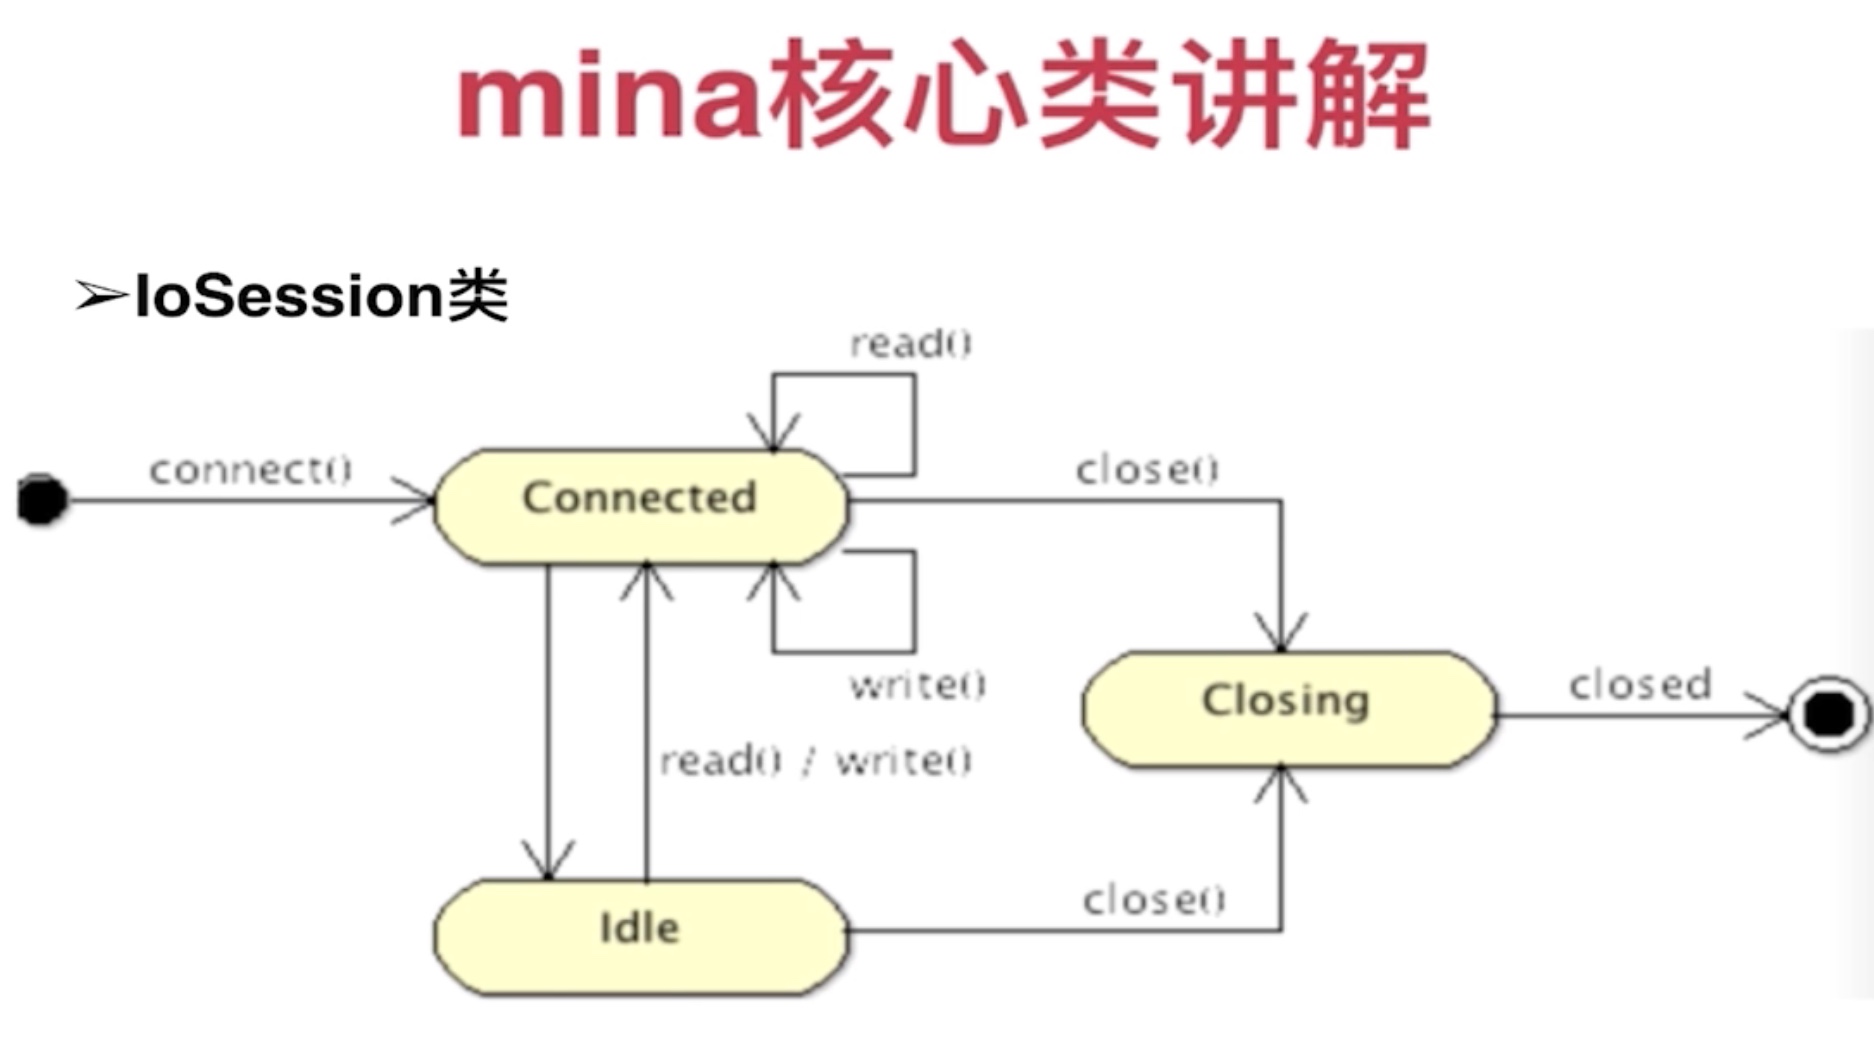 mina核心类讲解
➢IoSession类
read()
connect()
close()
Connected
write()
Closing
closed
read() / write()
close()
Idle